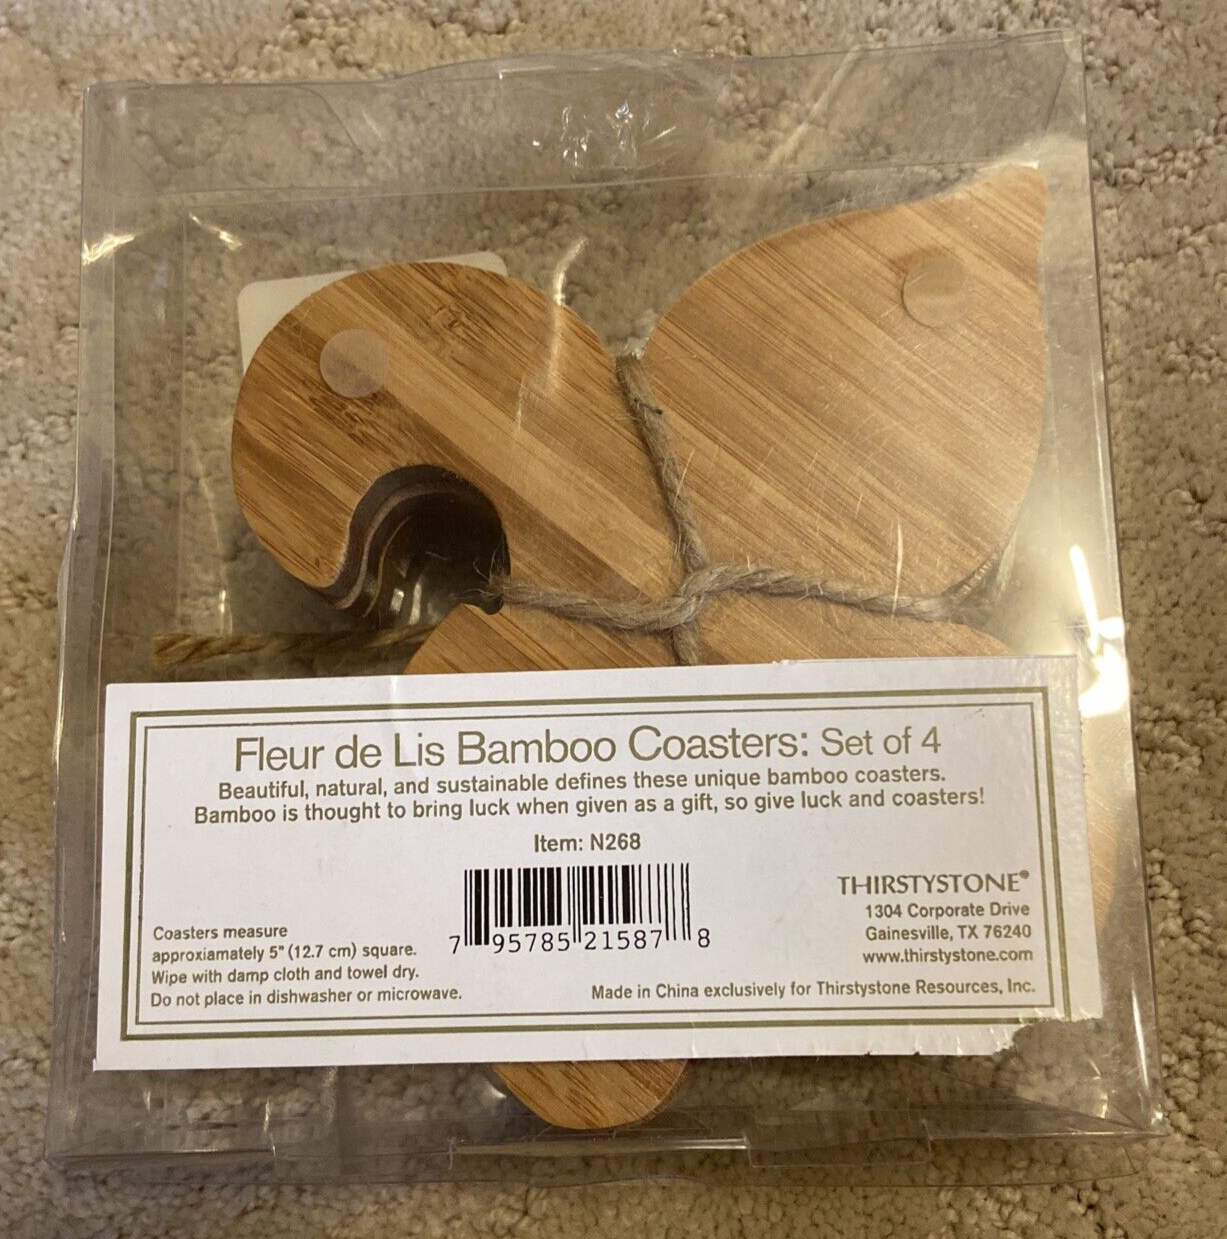 Fleur de Lis Bamboo Coasters: Set of 4
Beautiful, natural, and sustainable defines these unique bamboo coasters.
Bamboo is thought to bring luck when given as a gift, so give luck and coasters!
Item: N268
7 95785 21587 8
Coasters measure
approxiamately 5" (12.7 cm) square.
Wipe with damp cloth and towel dry.
Do not place in dishwasher or microwave.
THIRSTYSTONE®
1304 Corporate Drive
Gainesville, TX 76240
www.thirstystone.com
Made in China exclusively for Thirstystone Resources, Inc.